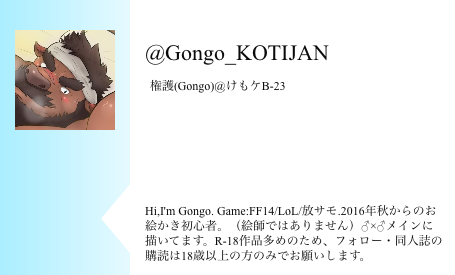 @Gongo_KOTIJAN
権護(Gongo)@けもケB-23
Hi,I'm Gongo. Game:FF14/LoL/放サモ.2016年秋からのお
絵かき初心者。（絵師ではありません）♂×♂メインに
描いてます。R-18作品多めのため、フォロー・同人誌の
購読は18歳以上の方のみでお願いします。